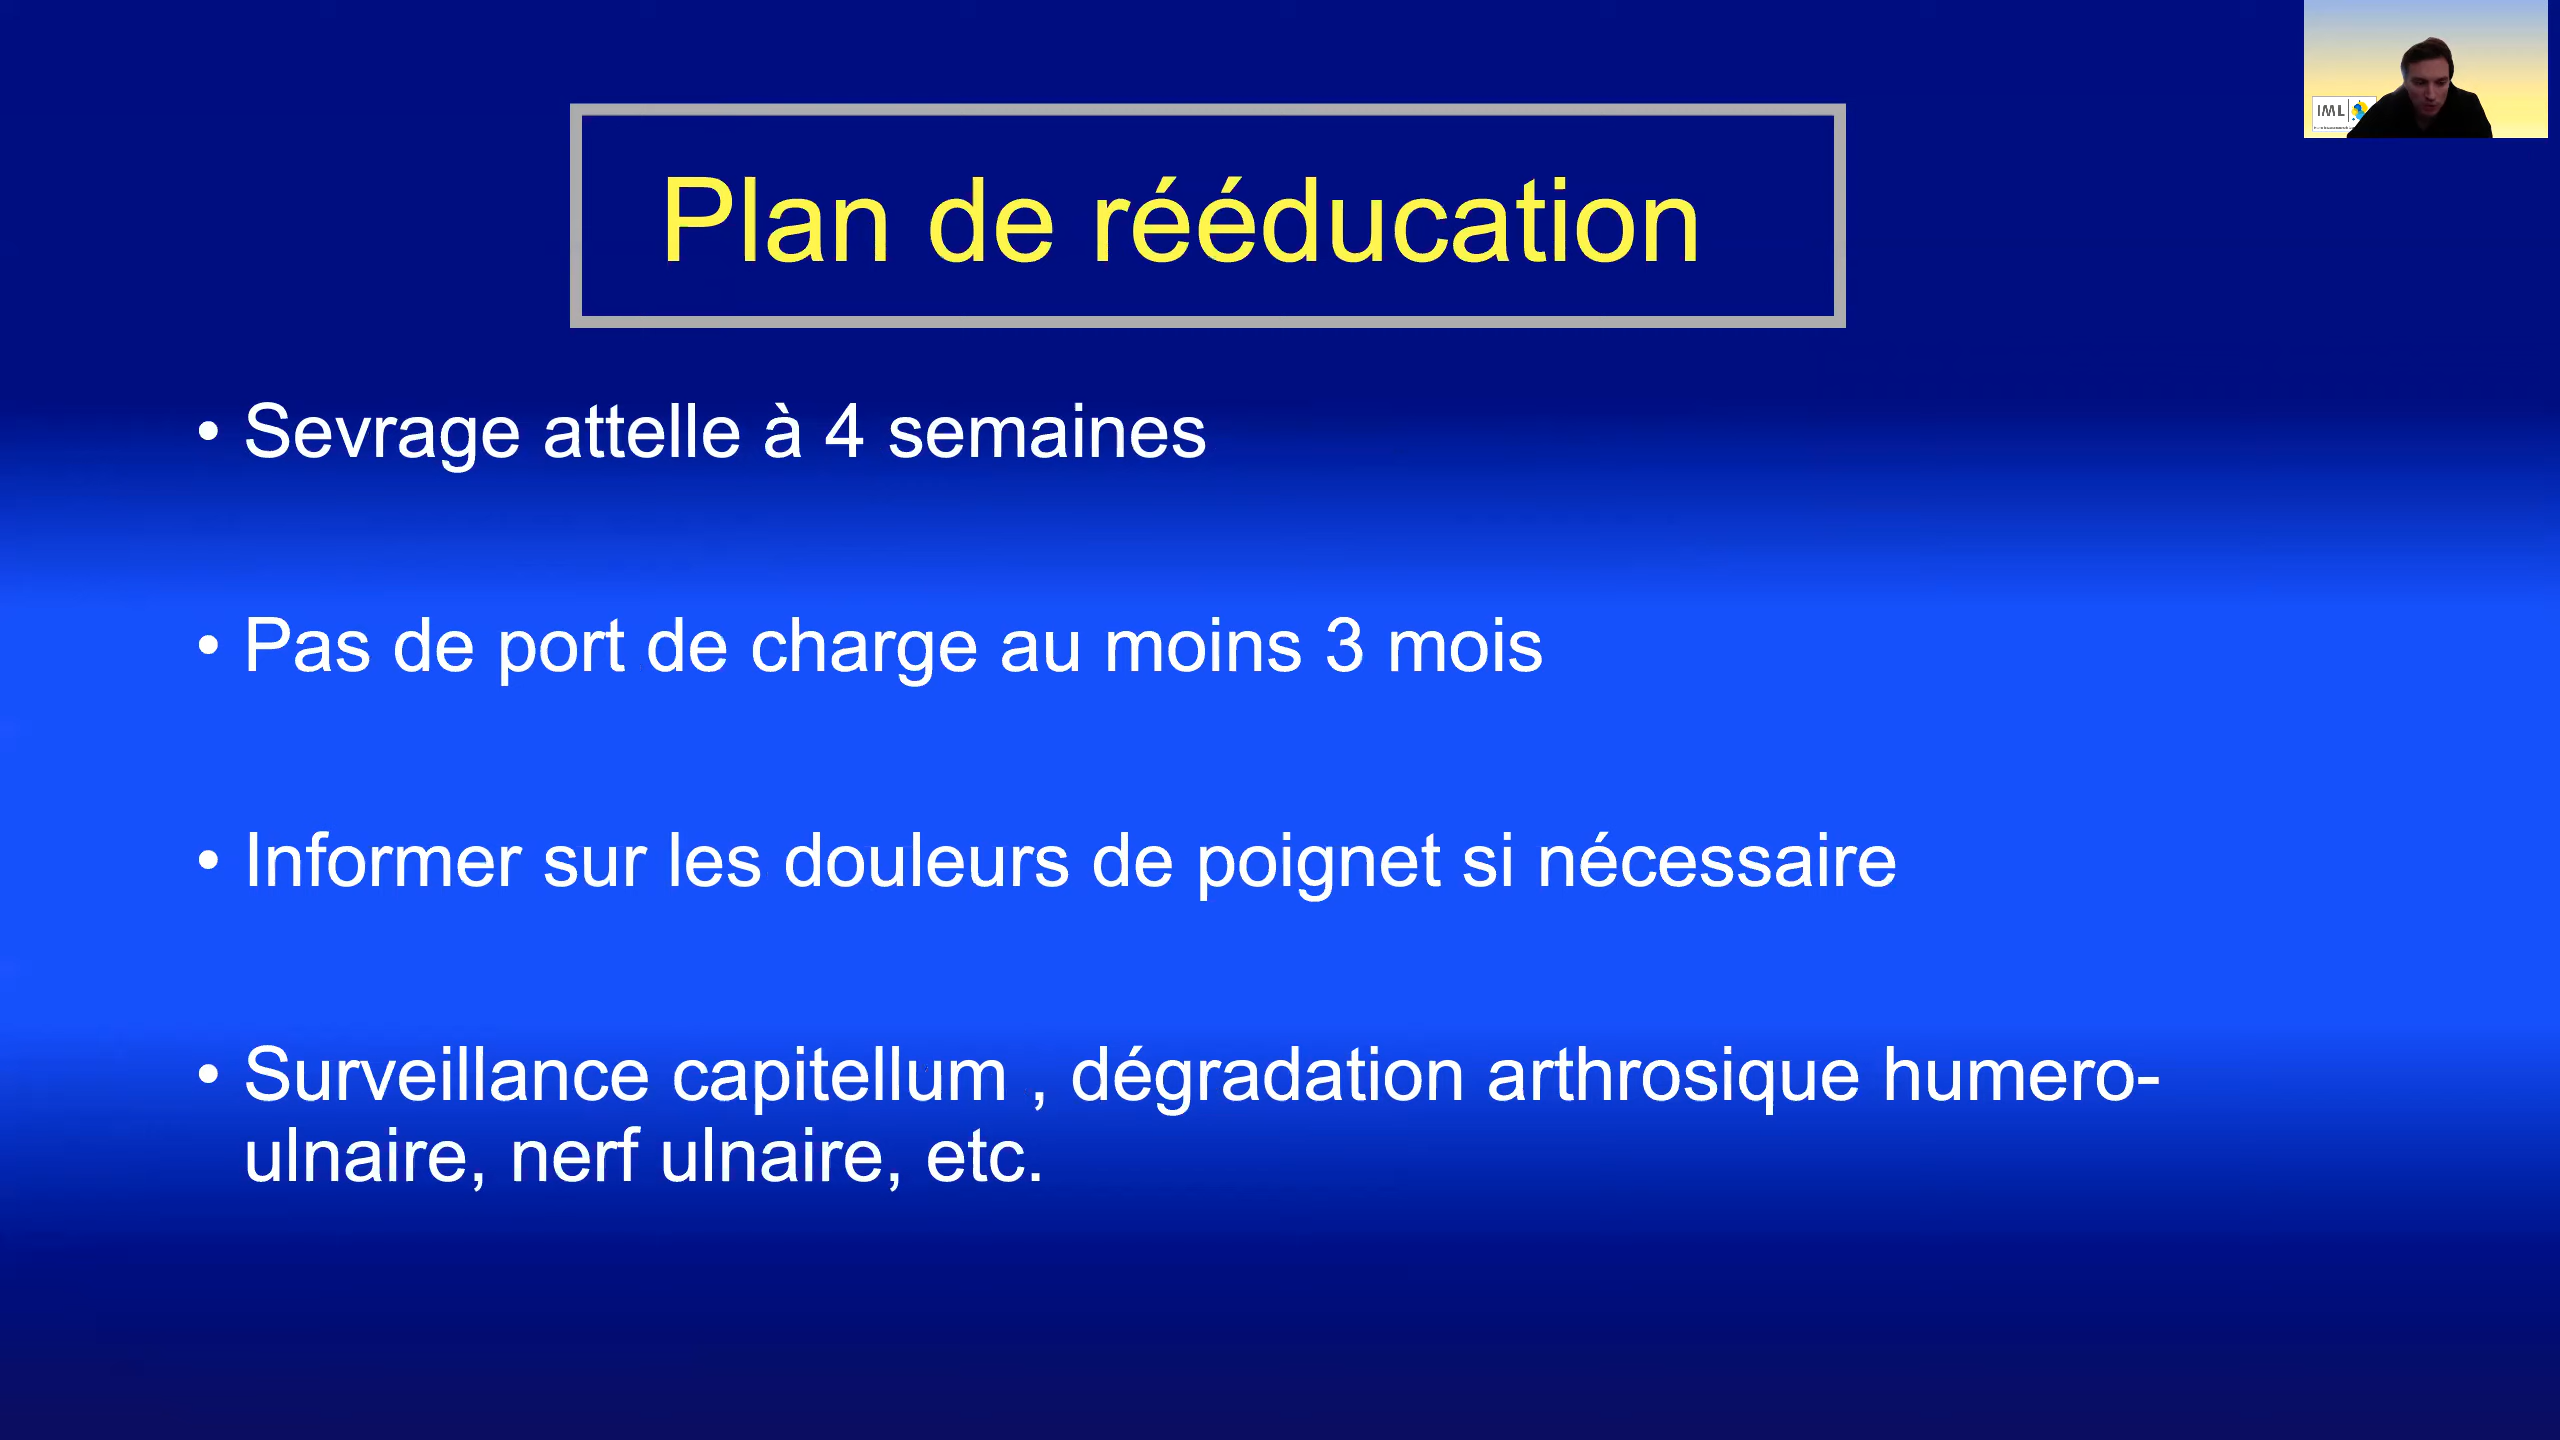 IML
Plan de rééducation
• Sevrage attelle à 4 semaines
• Pas de port de charge au moins 3 mois
• Informer sur les douleurs de poignet si nécessaire
• Surveillance capitellum , dégradation arthrosique humero-
ulnaire, nerf ulnaire, etc.